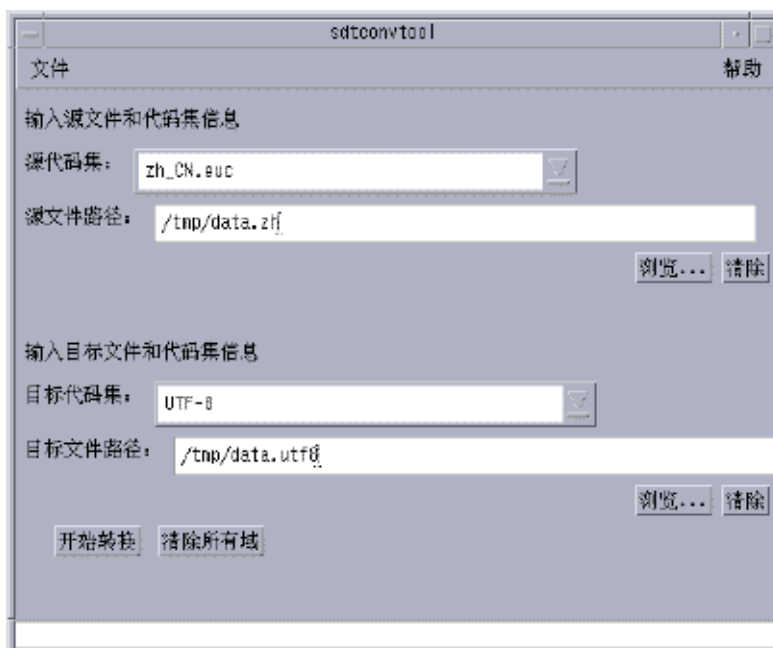 sdtconvtool
文件 帮助
输入源文件和代码集信息
源代码集： zh_CN.euc
源文件路径： /tmp/data.zh
浏览... 清除
输入目标文件和代码集信息
目标代码集： UTF-8
目标文件路径： /tmp/data.utf8
浏览... 清除
开始转换 清除所有域